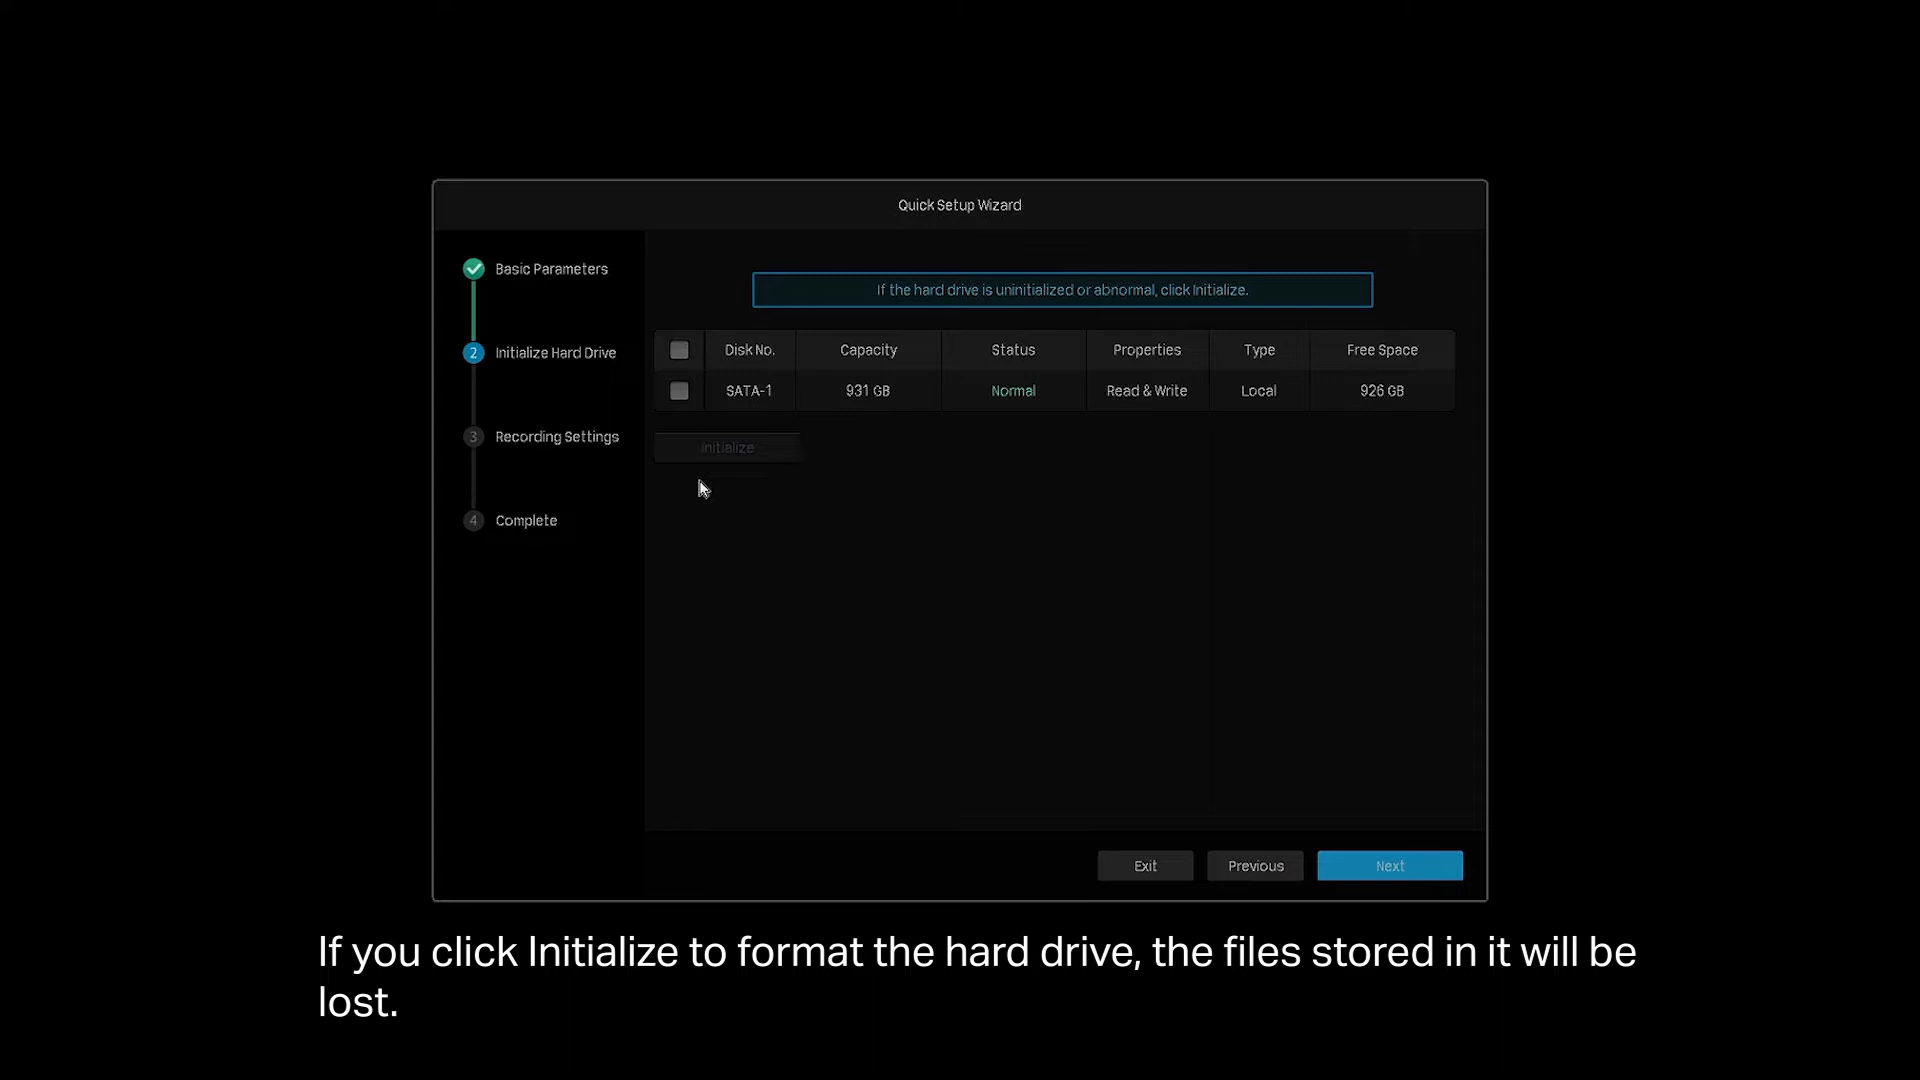 Quick Setup Wizard
Basic Parameters
2 Initialize Hard Drive
3 Recording Settings
4 Complete
If the hard drive is uninitialized or abnormal, click Initialize.
Disk No. Capacity Status Properties Type Free Space
SATA-1 931 GB Normal Read & Write Local 926 GB
Initialize
Exit Previous Next
If you click Initialize to format the hard drive, the files stored in it will be
lost.